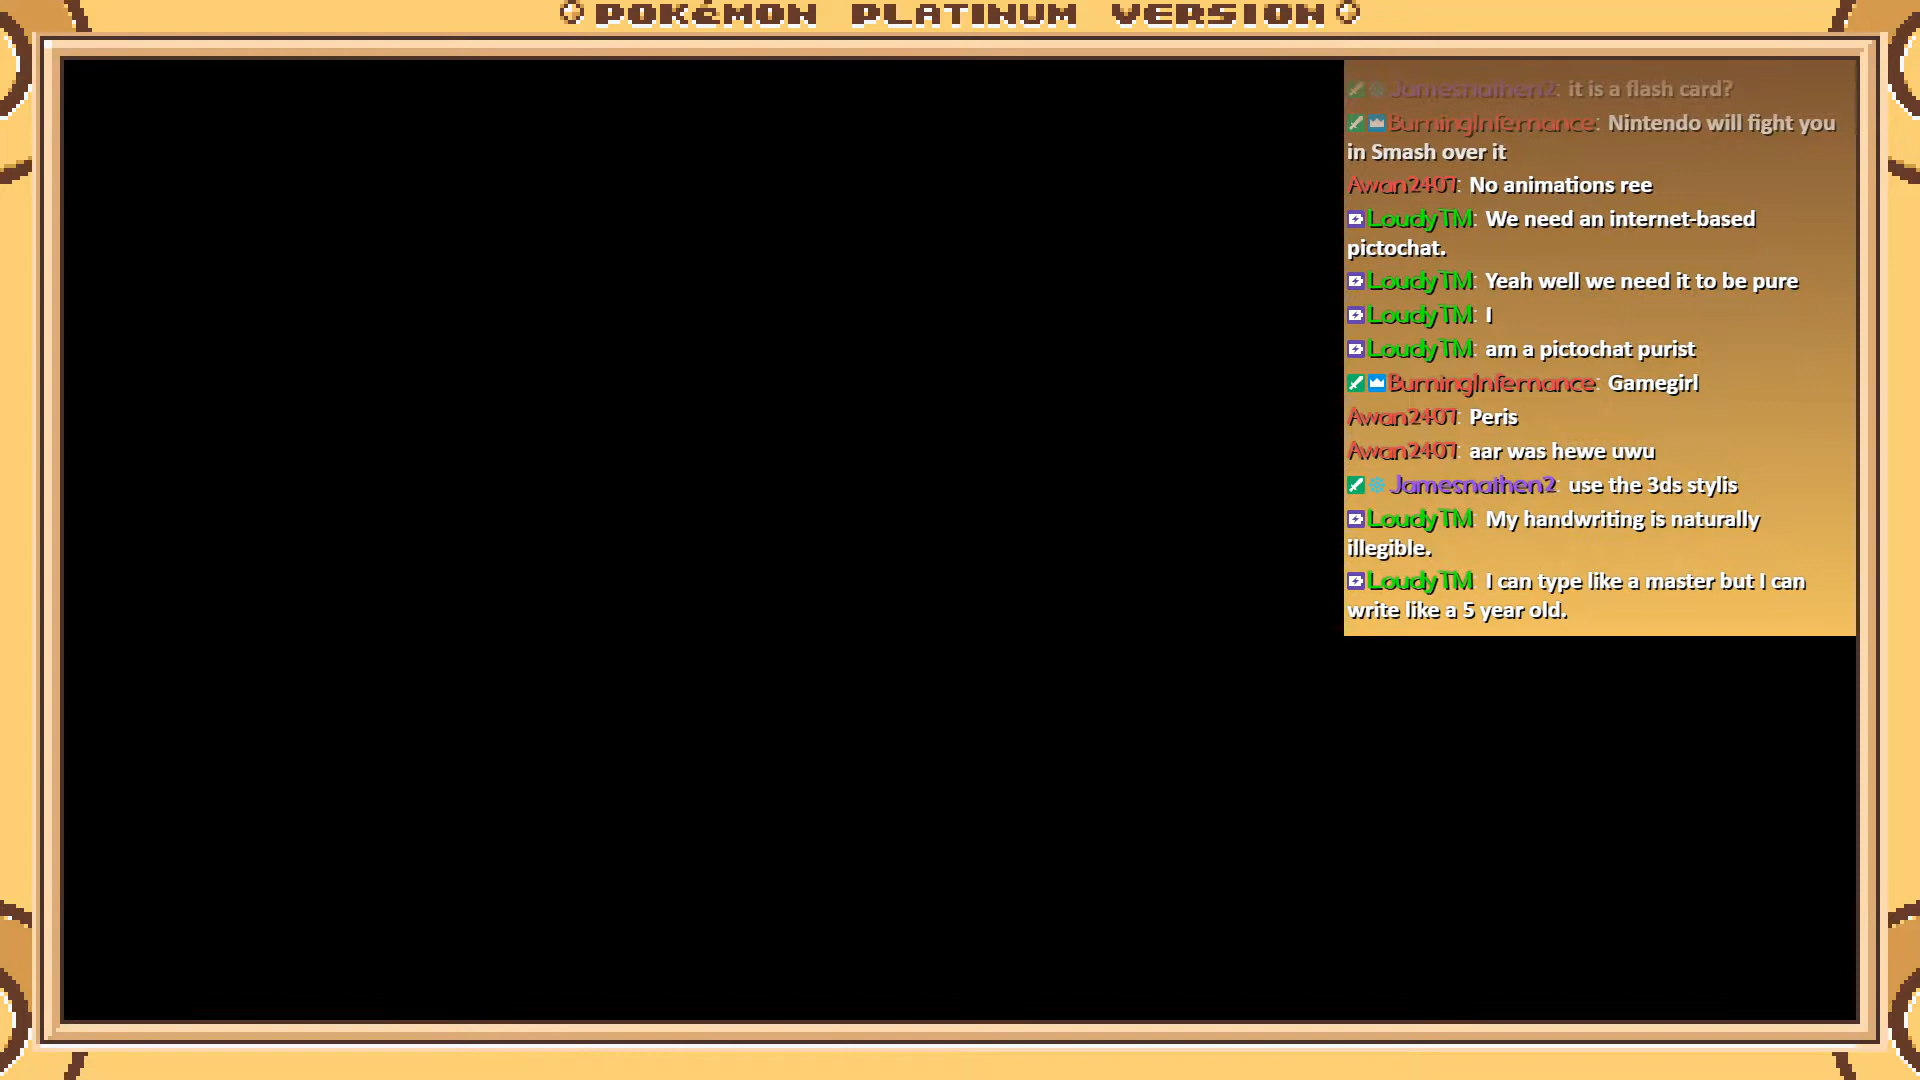 POKéMON PLATINUM VERSION
Jamesnathen2: it is a flash card?
BurningInfernance: Nintendo will fight you
in Smash over it
Awan2407: No animations ree
LoudyTM: We need an internet-based
pictochat.
LoudyTM: Yeah well we need it to be pure
LoudyTM: I
LoudyTM: am a pictochat purist
BurningInfernance: Gamegirl
Awan2407: Peris
Awan2407: aar was hewe uwu
Jamesnathen2: use the 3ds stylis
LoudyTM: My handwriting is naturally
illegible.
LoudyTM: I can type like a master but I can
write like a 5 year old.